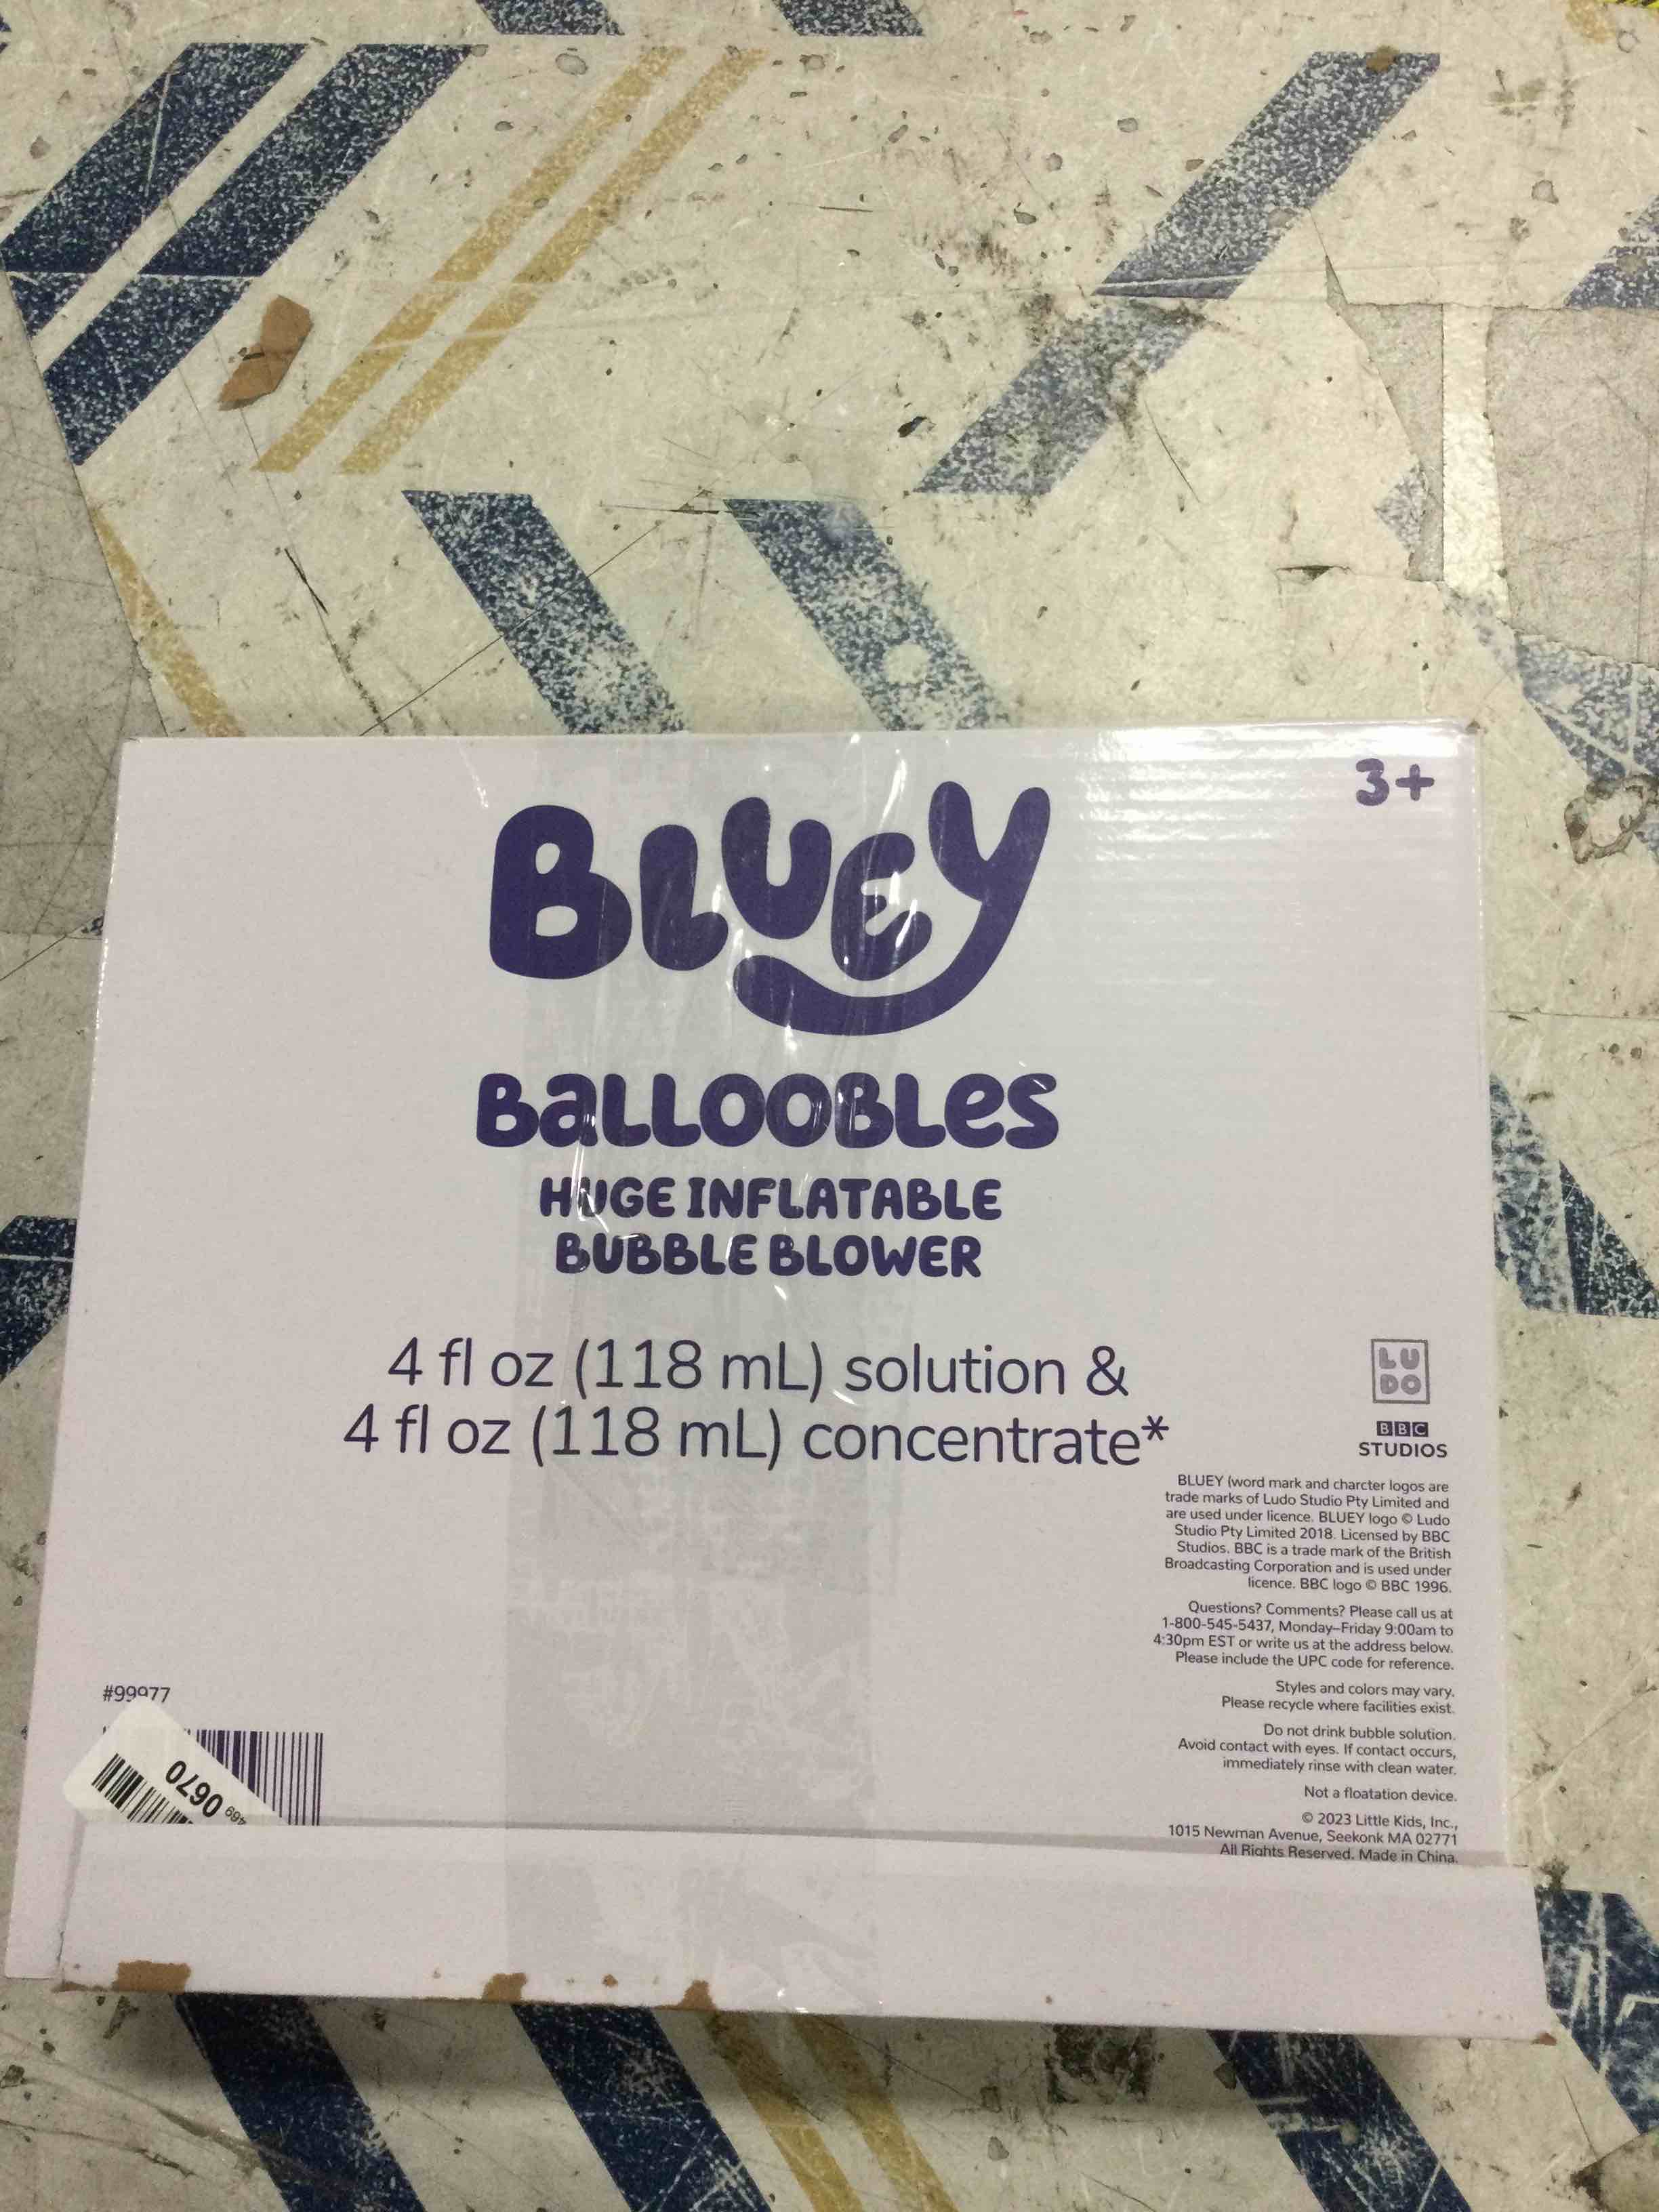 3+
BLUEY
BALLOOBLES
HUGE INFLATABLE
BUBBLE BLOWER
4 fl oz (118 mL) solution &
4 fl oz (118 mL) concentrate*
LU
DO
BBC
STUDIOS
BLUEY (word mark and charcter logos are
trade marks of Ludo Studio Pty Limited and
are used under licence. BLUEY logo © Ludo
Studio Pty Limited 2018. Licensed by BBC
Studios. BBC is a trade mark of the British
Broadcasting Corporation and is used under
licence. BBC logo © BBC 1996.
Questions? Comments? Please call us at
1-800-545-5437, Monday–Friday 9:00am to
4:30pm EST or write us at the address below.
Please include the UPC code for reference.
Styles and colors may vary.
Please recycle where facilities exist.
Do not drink bubble solution.
Avoid contact with eyes. If contact occurs,
immediately rinse with clean water.
Not a floatation device.
© 2023 Little Kids, Inc.,
1015 Newman Avenue, Seekonk MA 02771
All Rights Reserved. Made in China.
#99977
0670